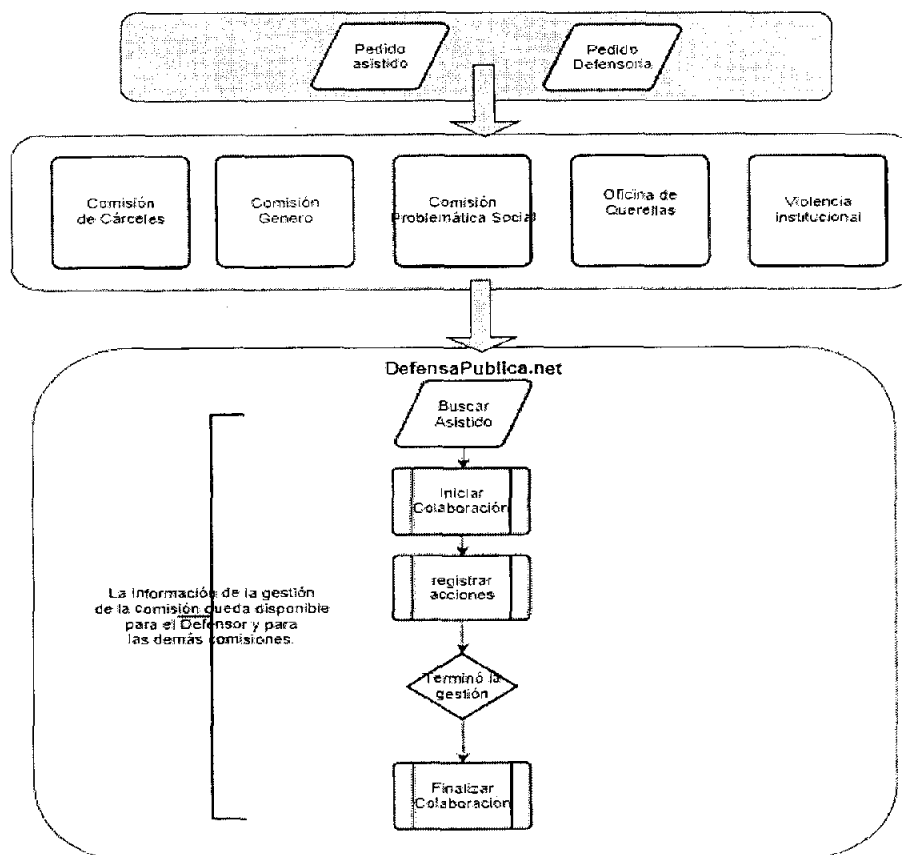 Pedido
asistido
Pedido
Defensoría
Comisión
de Cárceles
Comisión
Genero
Comisión
Problemática Social
Oficina de
Querellas
Violencia
institucional
DefensaPublica.net
Buscar
Asistido
Iniciar
Colaboración
registrar
acciones
La información de la gestión
de la comisión queda disponible
para el Defensor y para
las demás comisiones.
Terminó la
gestión
Finalizar
Colaboración